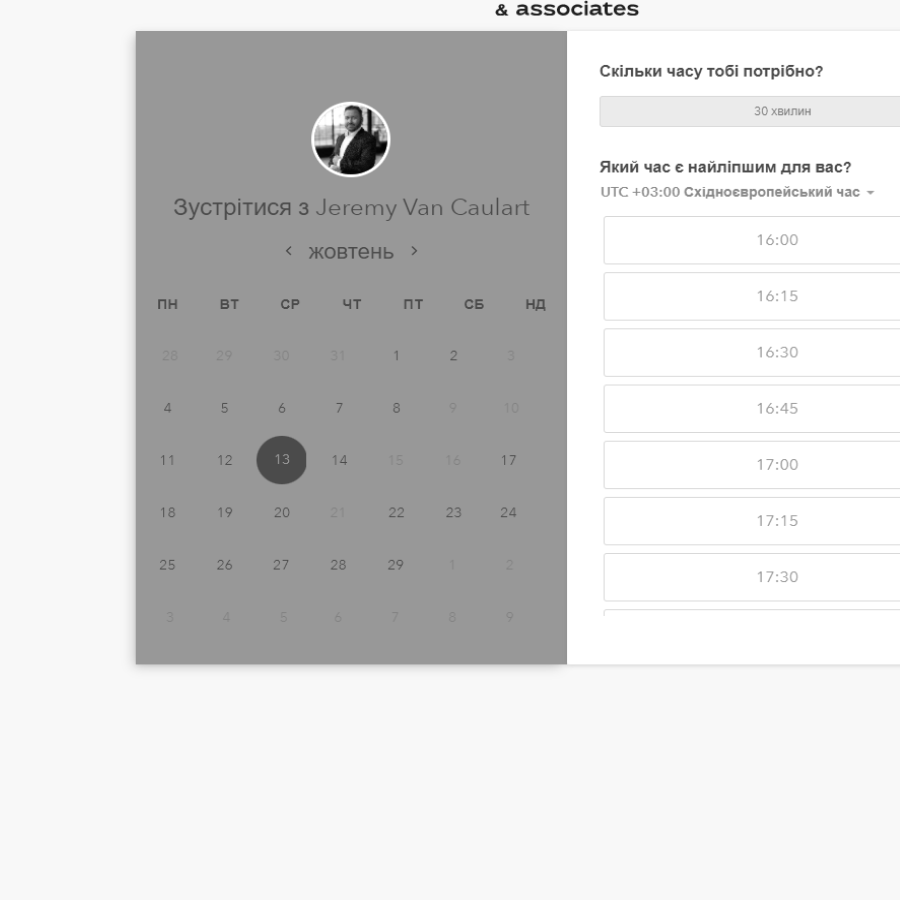 & associates
Зустрітися з Jeremy Van Caulart
< жовтень >
ПН ВТ СР ЧТ ПТ СБ НД
28 29 30 31 1 2 3
4 5 6 7 8 9 10
11 12 13 14 15 16 17
18 19 20 21 22 23 24
25 26 27 28 29 1 2
3 4 5 6 7 8 9
Скільки часу тобі потрібно?
30 хвилин
Який час є найліпшим для вас?
UTC +03:00 Східноєвропейський час
16:00
16:15
16:30
16:45
17:00
17:15
17:30